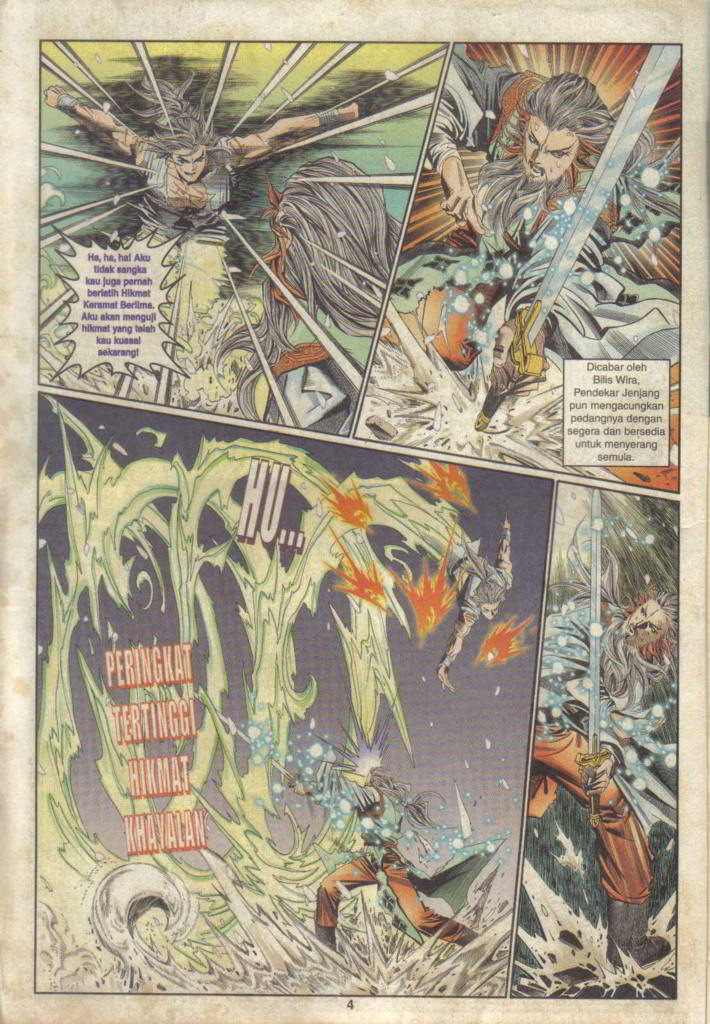 Ha, ha, ha! Aku
tidak sangka
kau juga pernah
berlatih Hikmat
Keramat Berlima.
Aku akan menguji
hikmat yang telah
kau kuasai
sekarang!
Dicabar oleh
Bilis Wira,
Pendekar Jenjang
pun mengacungkan
pedangnya dengan
segera dan bersedia
untuk menyerang
semula.
HU...
PERINGKAT
TERTINGGI
HIKMAT
KHAYALAN
4